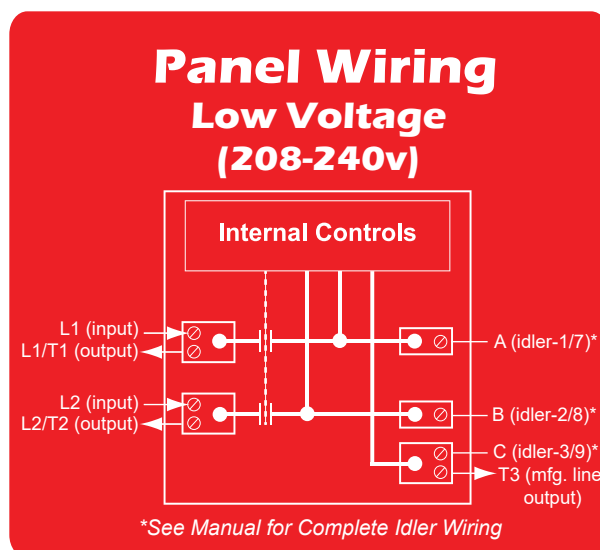 Panel Wiring
Low Voltage
(208-240v)
Internal Controls
L1 (input)
L1/T1 (output)
L2 (input)
L2/T2 (output)
A (idler-1/7)*
B (idler-2/8)*
C (idler-3/9)*
T3 (mfg. line
output)
*See Manual for Complete Idler Wiring